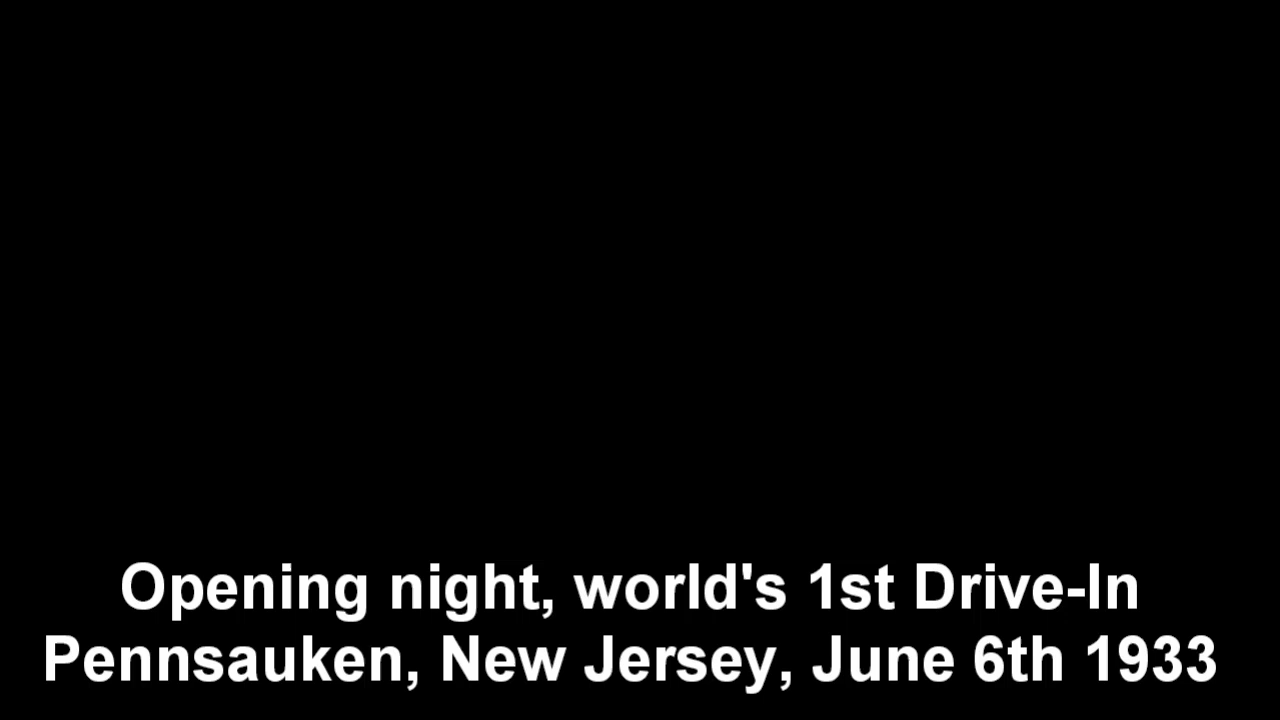 Opening night, world's 1st Drive-In
Pennsauken, New Jersey, June 6th 1933